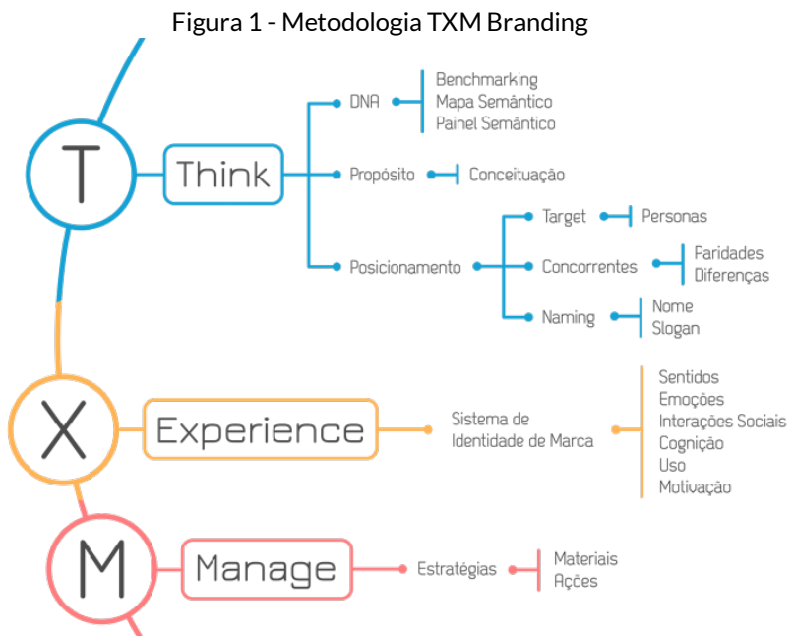 Figura 1 - Metodologia TXM Branding
T
Think
DNA
Benchmarking
Mapa Semântico
Painel Semântico
Propósito
Conceituação
Posicionamento
Target
Personas
Concorrentes
Paridades
Diferenças
Naming
Nome
Slogan
X
Experience
Sistema de
Identidade de Marca
Sentidos
Emoções
Interações Sociais
Cognição
Uso
Motivação
M
Manage
Estratégias
Materiais
Ações